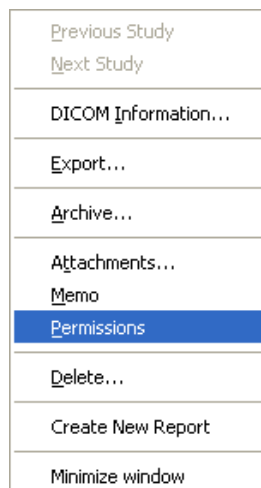 Previous Study
Next Study
DICOM Information...
Export...
Archive...
Attachments...
Memo
Permissions
Delete...
Create New Report
Minimize window